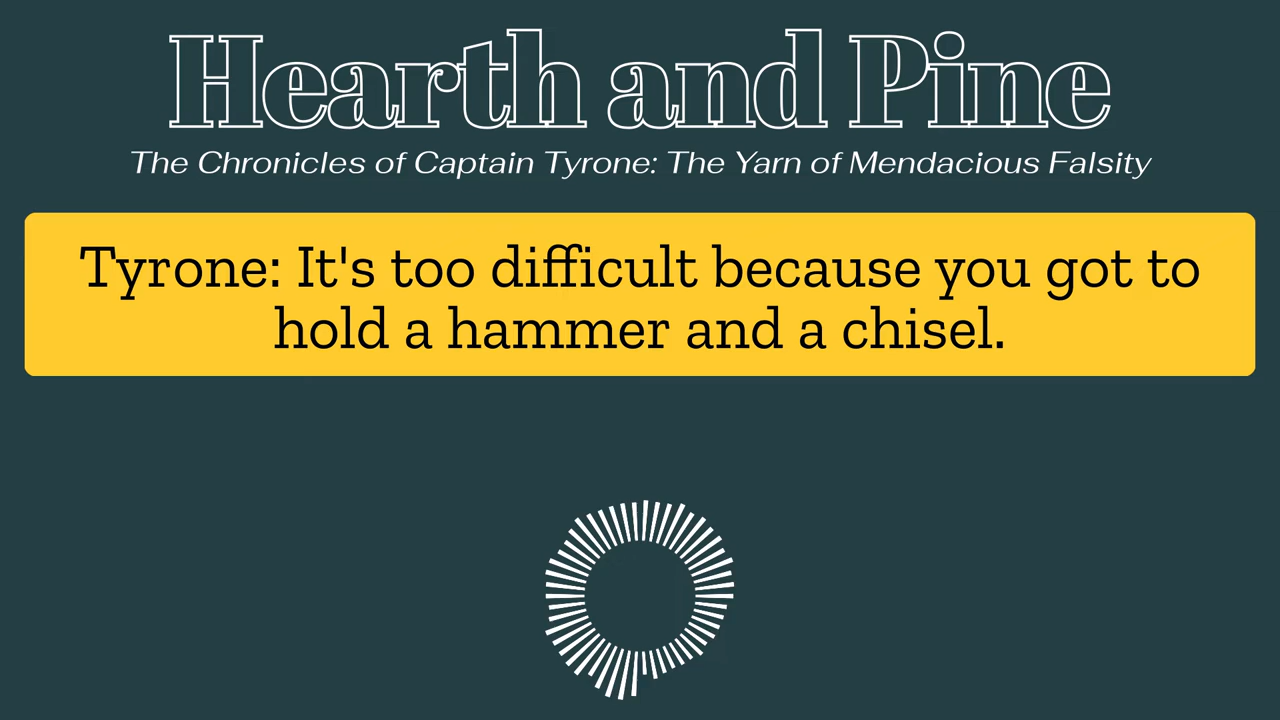 Hearth and Pine
The Chronicles of Captain Tyrone: The Yarn of Mendacious Falsity
Tyrone: It's too difficult because you got to
hold a hammer and a chisel.